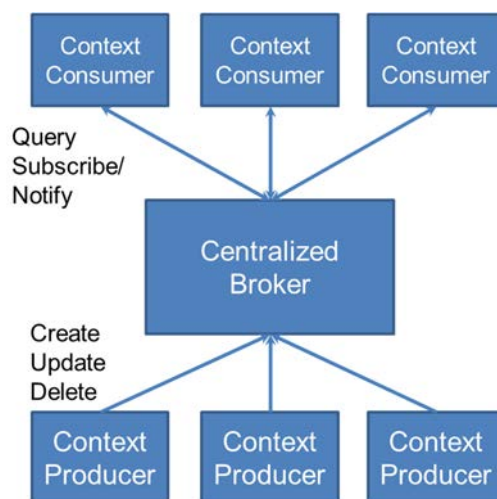 Context
Consumer
Context
Consumer
Context
Consumer
Query
Subscribe/
Notify
Centralized
Broker
Create
Update
Delete
Context
Producer
Context
Producer
Context
Producer